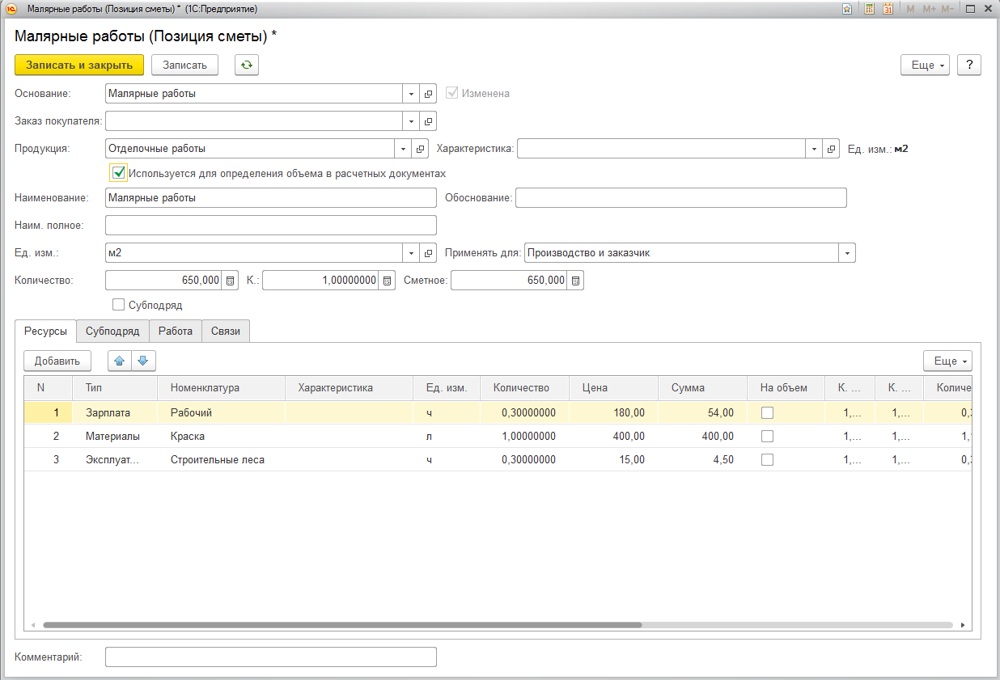 Малярные работы (Позиция сметы) * (1С:Предприятие)
31 M M+ M-
Малярные работы (Позиция сметы) *
Записать и закрыть Записать Еще ?
Основание: Малярные работы Изменена
Заказ покупателя:
Продукция: Отделочные работы Характеристика: Ед. изм.: м2
Используется для определения объема в расчетных документах
Наименование: Малярные работы Обоснование:
Наим. полное:
Ед. изм.: м2 Применять для: Производство и заказчик
Количество: 650,000 К.: 1,00000000 Сметное: 650,000
Субподряд
Ресурсы Субподряд Работа Связи
Добавить Еще
N Тип Номенклатура Характеристика Ед. изм. Количество Цена Сумма На объем К. ... К. ... Количе
1 Зарплата Рабочий ч 0,30000000 180,00 54,00 1,... 1,... 0,
2 Материалы Краска л 1,00000000 400,00 400,00 1,... 1,... 1,
3 Эксплуат... Строительные леса ч 0,30000000 15,00 4,50 1,... 1,... 0,
Комментарий: